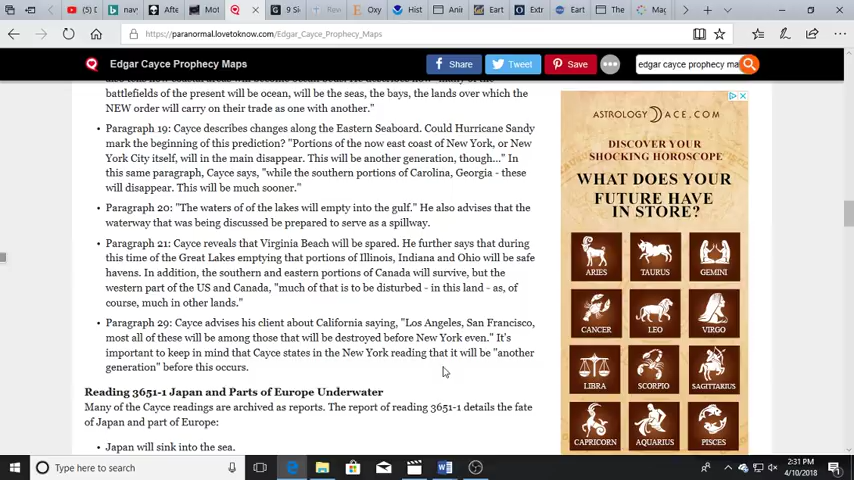 (5) D
nav
Afte
Mot
9 Si
Rev
Oxy
Hist
Ani
Eart
Extr
Eart
The
Mag
https://paranormal.lovetoknow.com/Edgar_Cayce_Prophecy_Maps
Edgar Cayce Prophecy Maps
Share
Tweet
Save
edgar cayce prophecy ma
battlefields of the present will be ocean, will be the seas, the bays, the lands over which the
NEW order will carry on their trade as one with another."
• Paragraph 19: Cayce describes changes along the Eastern Seaboard. Could Hurricane Sandy
mark the beginning of this prediction? "Portions of the now east coast of New York, or New
York City itself, will in the main disappear. This will be another generation, though..." In
this same paragraph, Cayce says, "while the southern portions of Carolina, Georgia - these
will disappear. This will be much sooner."
• Paragraph 20: "The waters of of the lakes will empty into the gulf." He also advises that the
waterway that was being discussed be prepared to serve as a spillway.
• Paragraph 21: Cayce reveals that Virginia Beach will be spared. He further says that during
this time of the Great Lakes emptying that portions of Illinois, Indiana and Ohio will be safe
havens. In addition, the southern and eastern portions of Canada will survive, but the
western part of the US and Canada, "much of that is to be disturbed - in this land - as, of
course, much in other lands."
• Paragraph 29: Cayce advises his client about California saying, "Los Angeles, San Francisco,
most all of these will be among those that will be destroyed before New York even." It's
important to keep in mind that Cayce states in the New York reading that it will be "another
generation" before this occurs.
Reading 3651-1 Japan and Parts of Europe Underwater
Many of the Cayce readings are archived as reports. The report of reading 3651-1 details the fate
of Japan and part of Europe:
• Japan will sink into the sea.
ASTROLOGY ACE.COM
DISCOVER YOUR
SHOCKING HOROSCOPE
WHAT DOES YOUR
FUTURE HAVE
IN STORE?
ARIES
TAURUS
GEMINI
CANCER
LEO
VIRGO
LIBRA
SCORPIO
SAGITTARIUS
CAPRICORN
AQUARIUS
PISCES
Type here to search
2:31 PM
4/10/2018